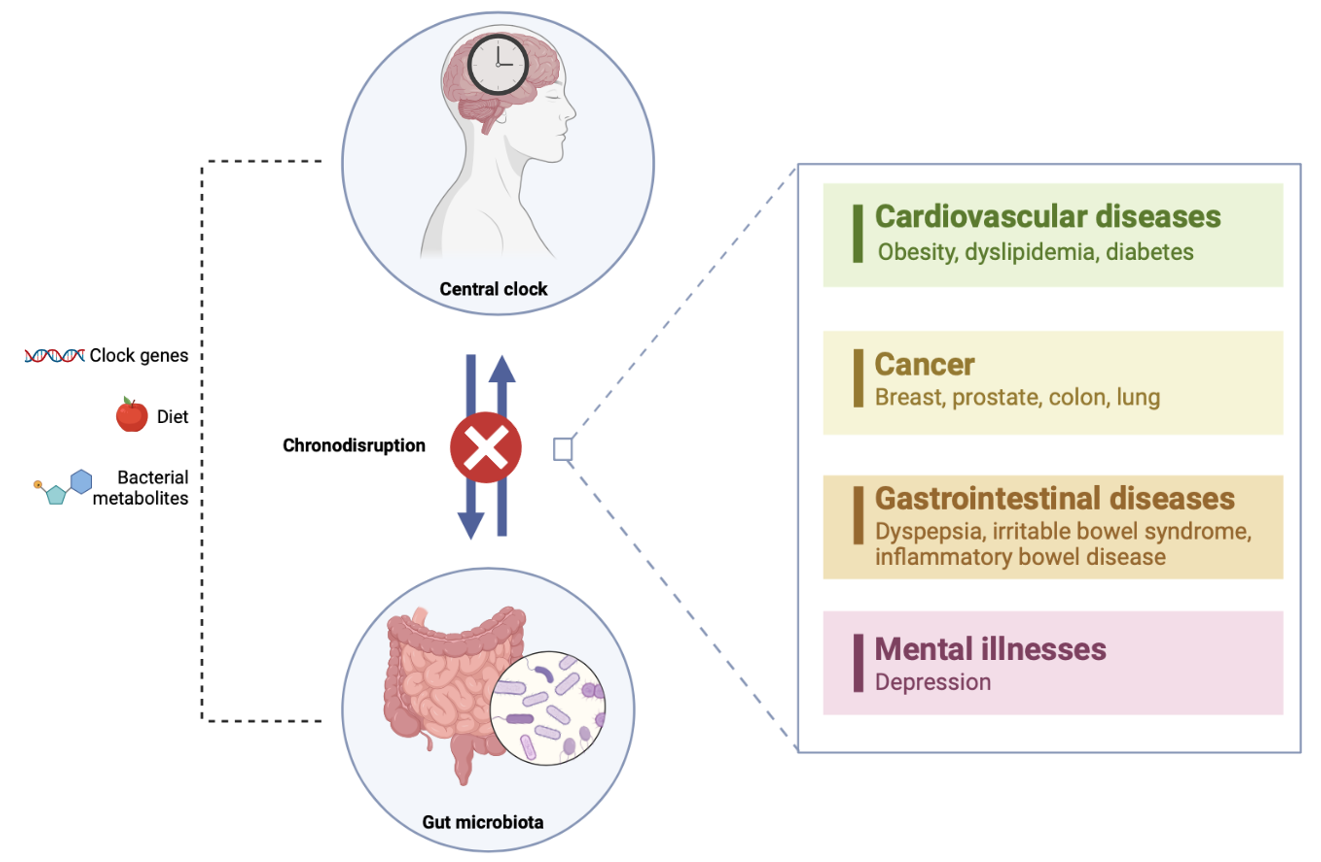 Central clock
Clock genes
Diet
Bacterial
metabolites
Chronodisruption
Gut microbiota
Cardiovascular diseases
Obesity, dyslipidemia, diabetes
Cancer
Breast, prostate, colon, lung
Gastrointestinal diseases
Dyspepsia, irritable bowel syndrome,
inflammatory bowel disease
Mental illnesses
Depression